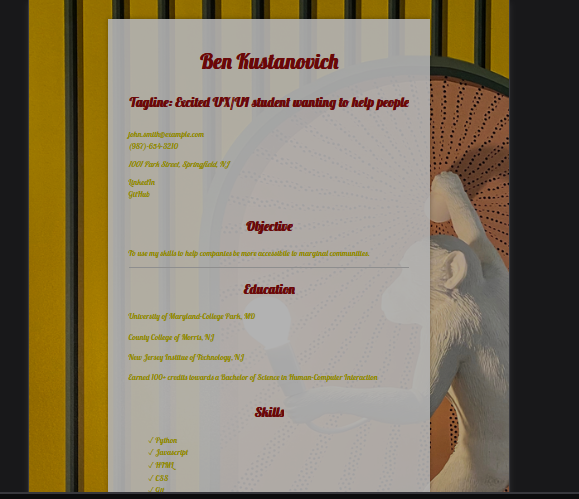 Ben Kustanovich
Tagline: Excited UX/UI student wanting to help people
john.smith@example.com
(987)-654-3210
1001 Park Street, Springfield, NJ
LinkedIn
GitHub
Objective
To use my skills to help companies be more accessible to marginal communities.
Education
University of Maryland-College Park, MD
County College of Morris, NJ
New Jersey Institue of Technology, NJ
Earned 100+ credits towards a Bachelor of Science in Human-Computer Interaction
Skills
✓ Python
✓ Javascript
✓ HTML
✓ CSS
✓ Git